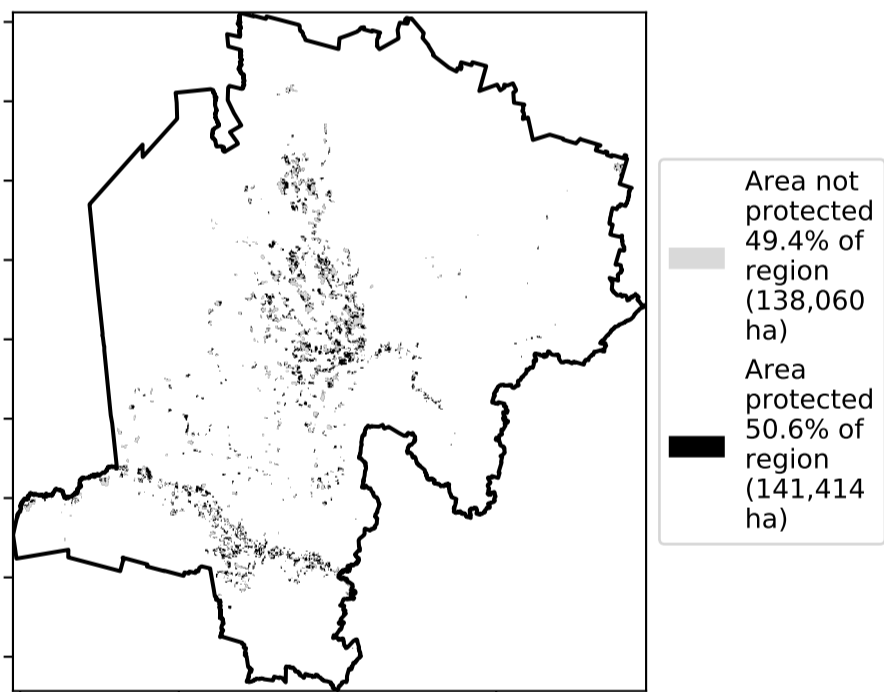 Area not
protected
49.4% of
region
(138,060
ha)
Area
protected
50.6% of
region
(141,414
ha)